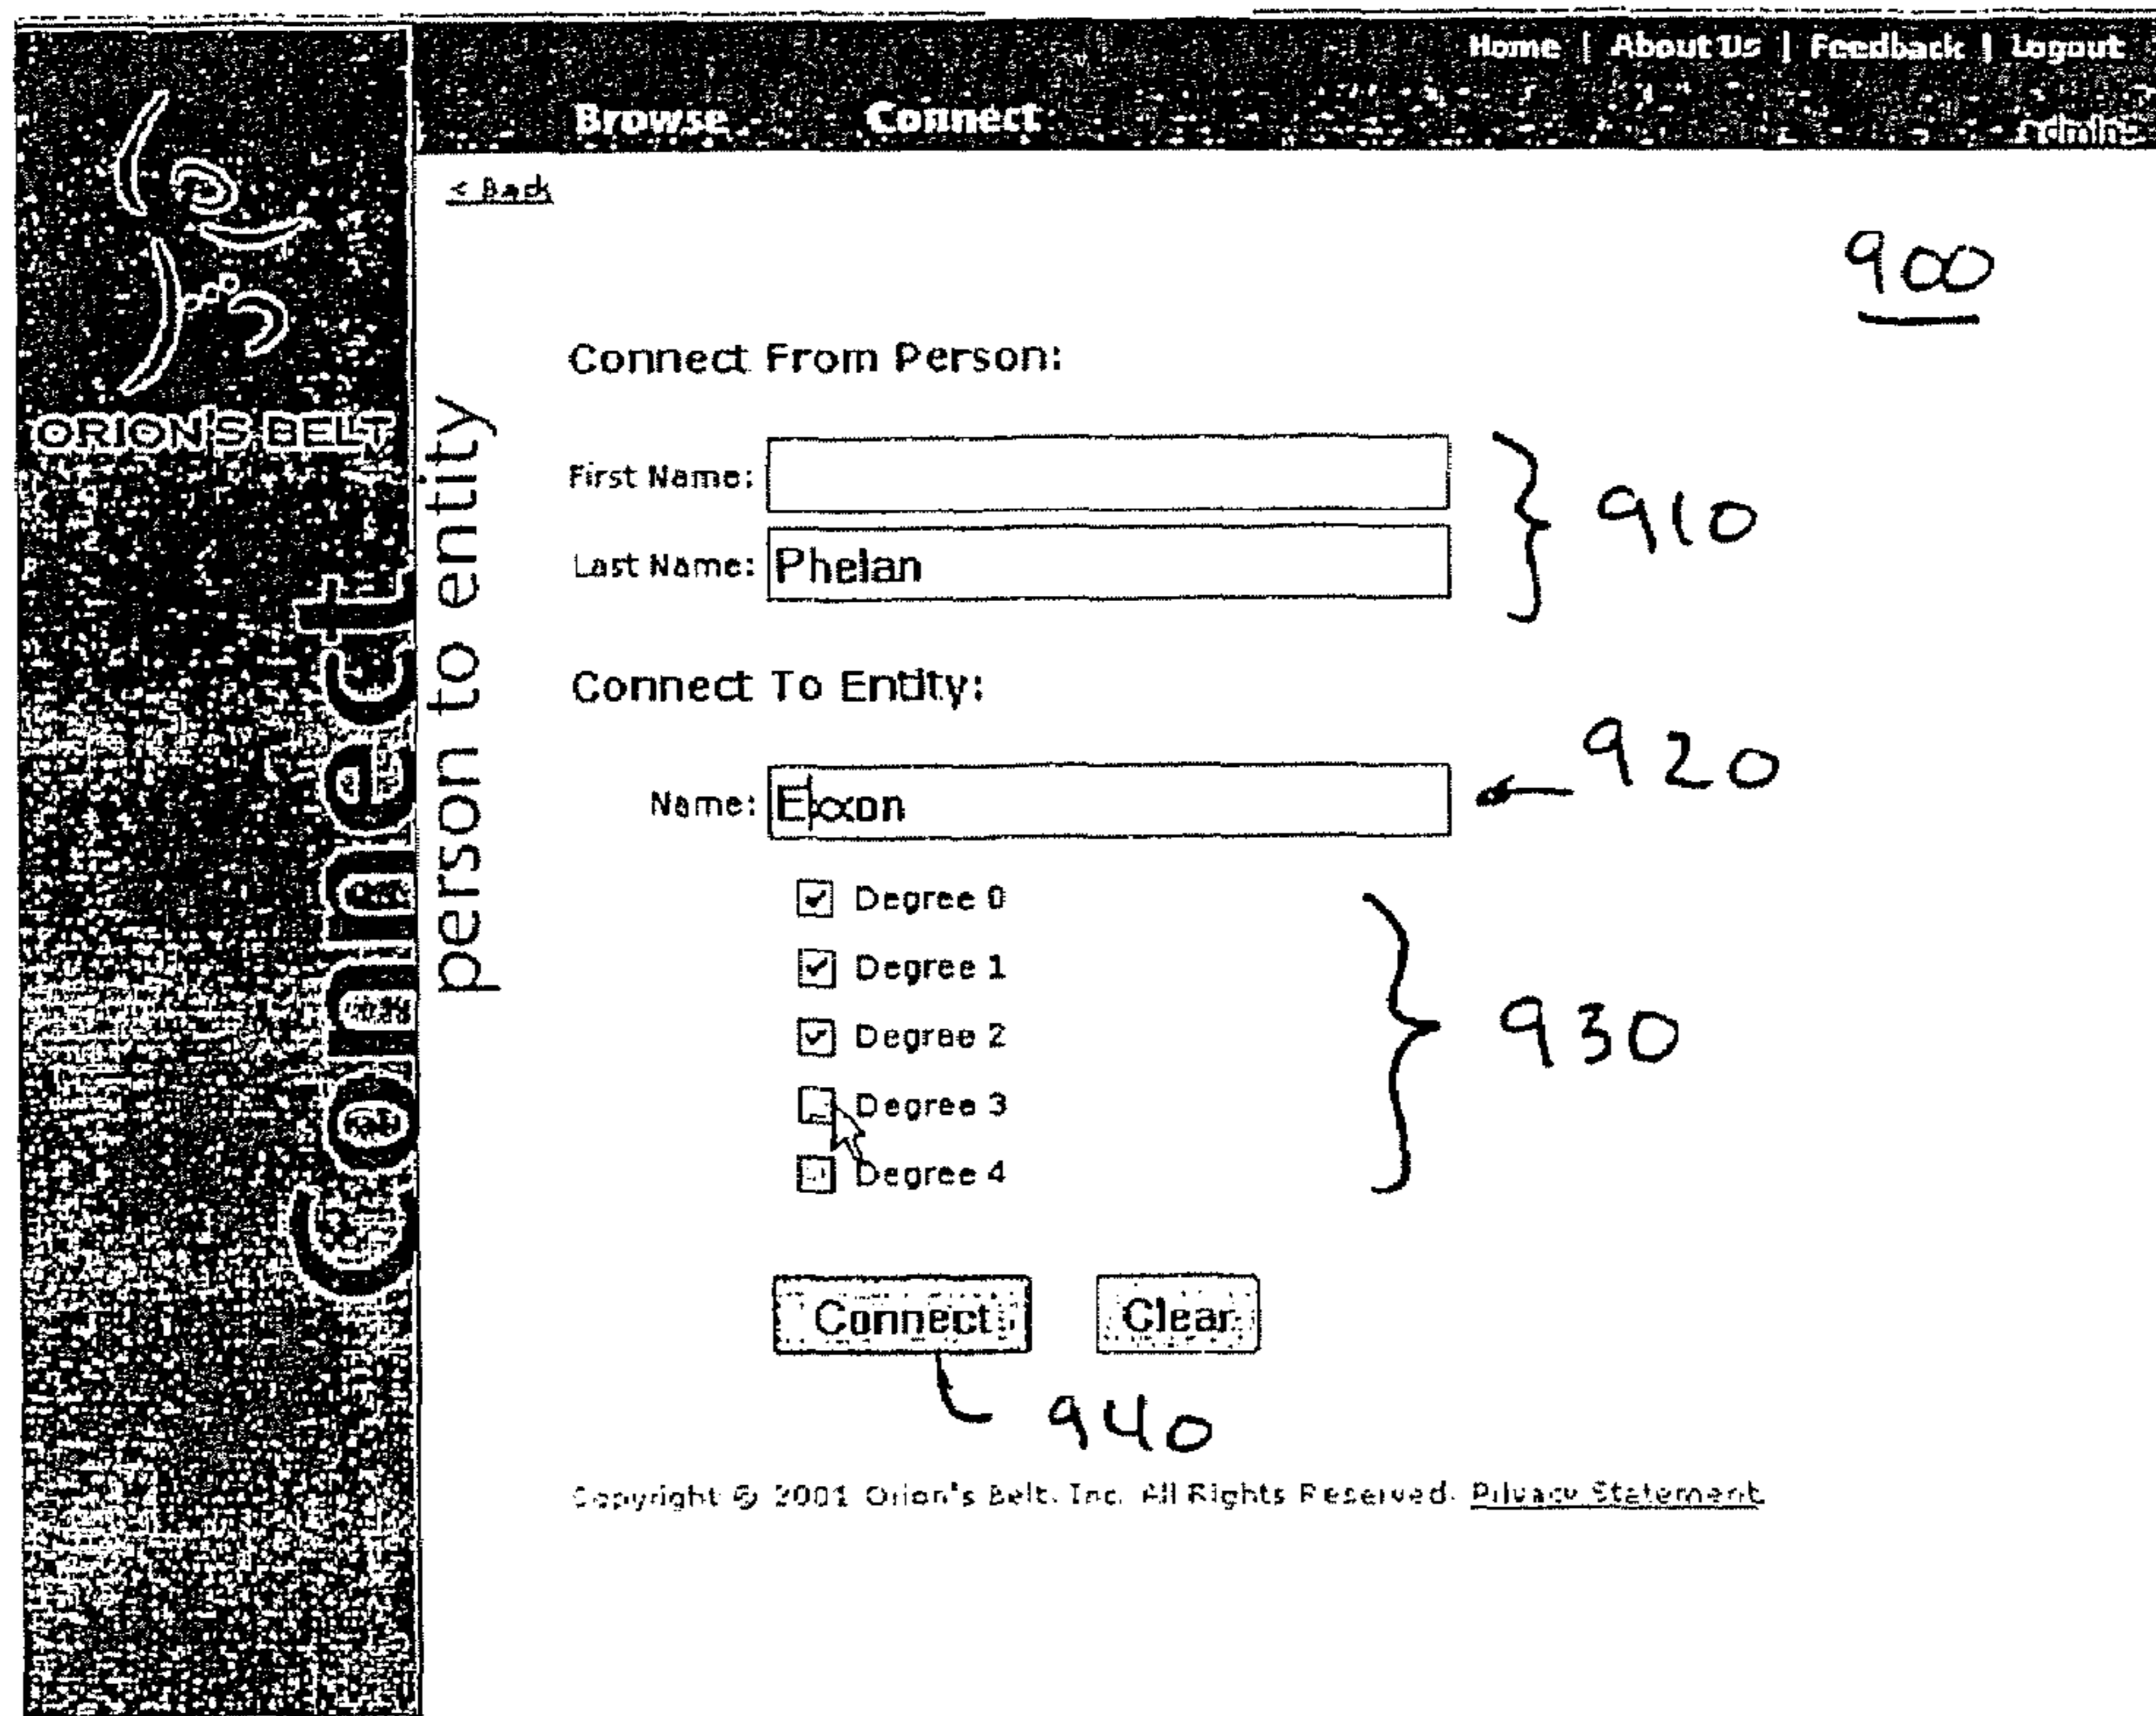 Home | About Us | Feedback | Logout
Browse Connect
admin
< Back
ORION'S BELT
Connect
person to entity
900
Connect From Person:
First Name:
910
Last Name: Phelan
Connect To Entity:
920
Name: Exxon
Degree 0
Degree 1
Degree 2
930
Degree 3
Degree 4
Connect Clear
940
Copyright © 2001 Orion's Belt, Inc. All Rights Reserved. Privacy Statement